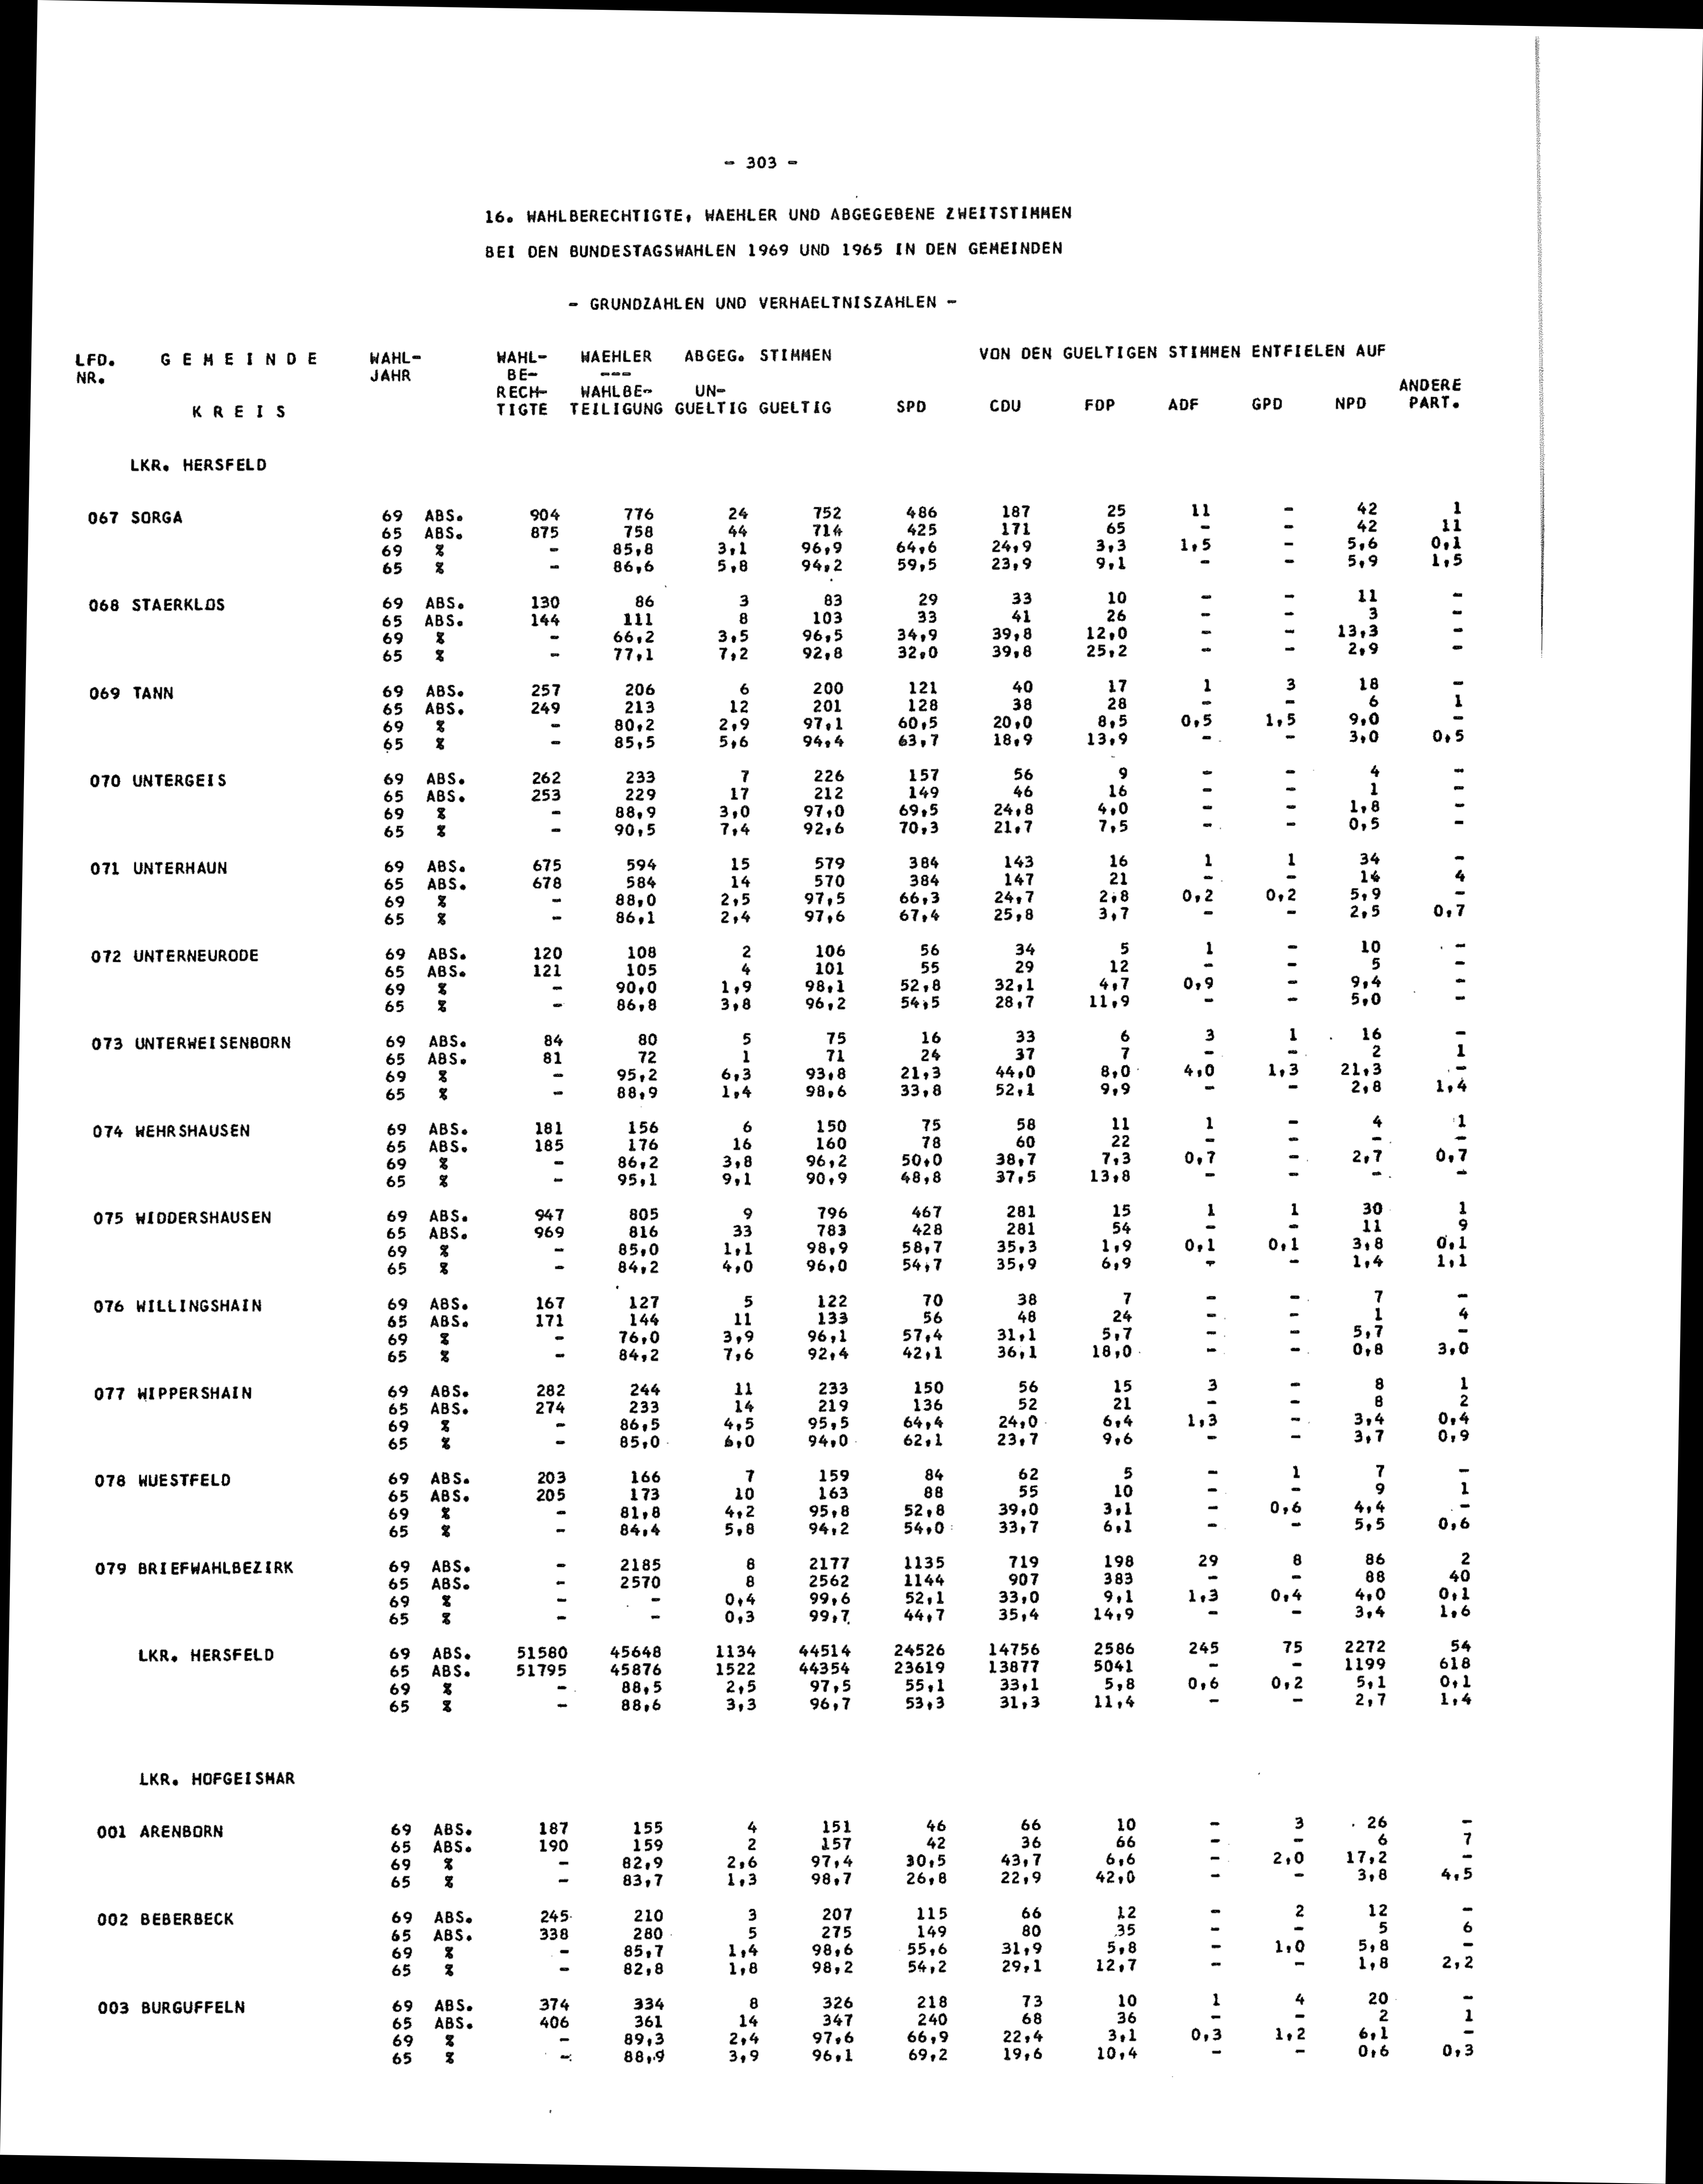 - 303 -
16. WAHLBERECHTIGTE, WAEHLER UND ABGEGEBENE ZWEITSTIMMEN
BEI DEN BUNDESTAGSWAHLEN 1969 UND 1965 IN DEN GEMEINDEN
- GRUNDZAHLEN UND VERHAELTNISZAHLEN -
LFD. G E M E I N D E WAHL- WAHL- WAEHLER ABGEG. STIMMEN VON DEN GUELTIGEN STIMMEN ENTFIELEN AUF
NR. JAHR BE- ---
RECH- WAHLBE- UN- ANDERE
K R E I S TIGTE TEILIGUNG GUELTIG GUELTIG SPD CDU FDP ADF GPD NPD PART.
LKR. HERSFELD
067 SORGA 69 ABS. 904 776 24 752 486 187 25 11 - 42 1
65 ABS. 875 758 44 714 425 171 65 - - 42 11
69 % - 85,8 3,1 96,9 64,6 24,9 3,3 1,5 - 5,6 0,1
65 % - 86,6 5,8 94,2 59,5 23,9 9,1 - - 5,9 1,5
068 STAERKLOS 69 ABS. 130 86 3 83 29 33 10 - - 11 -
65 ABS. 144 111 8 103 33 41 26 - - 3 -
69 % - 66,2 3,5 96,5 34,9 39,8 12,0 - - 13,3 -
65 % - 77,1 7,2 92,8 32,0 39,8 25,2 - - 2,9 -
069 TANN 69 ABS. 257 206 6 200 121 40 17 1 3 18 -
65 ABS. 249 213 12 201 128 38 28 - - 6 1
69 % - 80,2 2,9 97,1 60,5 20,0 8,5 0,5 1,5 9,0 -
65 % - 85,5 5,6 94,4 63,7 18,9 13,9 - - 3,0 0,5
070 UNTERGEIS 69 ABS. 262 233 7 226 157 56 9 - - 4 -
65 ABS. 253 229 17 212 149 46 16 - - 1 -
69 % - 88,9 3,0 97,0 69,5 24,8 4,0 - - 1,8 -
65 % - 90,5 7,4 92,6 70,3 21,7 7,5 - - 0,5 -
071 UNTERHAUN 69 ABS. 675 594 15 579 384 143 16 1 1 34 -
65 ABS. 678 584 14 570 384 147 21 - - 14 4
69 % - 88,0 2,5 97,5 66,3 24,7 2,8 0,2 0,2 5,9 -
65 % - 86,1 2,4 97,6 67,4 25,8 3,7 - - 2,5 0,7
072 UNTERNEURODE 69 ABS. 120 108 2 106 56 34 5 1 - 10 -
65 ABS. 121 105 4 101 55 29 12 - - 5 -
69 % - 90,0 1,9 98,1 52,8 32,1 4,7 0,9 - 9,4 -
65 % - 86,8 3,8 96,2 54,5 28,7 11,9 - - 5,0 -
073 UNTERWEISENBORN 69 ABS. 84 80 5 75 16 33 6 3 1 16 -
65 ABS. 81 72 1 71 24 37 7 - - 2 1
69 % - 95,2 6,3 93,8 21,3 44,0 8,0 4,0 1,3 21,3 -
65 % - 88,9 1,4 98,6 33,8 52,1 9,9 - - 2,8 1,4
074 WEHRSHAUSEN 69 ABS. 181 156 6 150 75 58 11 1 - 4 1
65 ABS. 185 176 16 160 78 60 22 - - - -
69 % - 86,2 3,8 96,2 50,0 38,7 7,3 0,7 - 2,7 0,7
65 % - 95,1 9,1 90,9 48,8 37,5 13,8 - - - -
075 WIDDERSHAUSEN 69 ABS. 947 805 9 796 467 281 15 1 1 30 1
65 ABS. 969 816 33 783 428 281 54 - - 11 9
69 % - 85,0 1,1 98,9 58,7 35,3 1,9 0,1 0,1 3,8 0,1
65 % - 84,2 4,0 96,0 54,7 35,9 6,9 - - 1,4 1,1
076 WILLINGSHAIN 69 ABS. 167 127 5 122 70 38 7 - - 7 -
65 ABS. 171 144 11 133 56 48 24 - - 1 4
69 % - 76,0 3,9 96,1 57,4 31,1 5,7 - - 5,7 -
65 % - 84,2 7,6 92,4 42,1 36,1 18,0 - - 0,8 3,0
077 WIPPERSHAIN 69 ABS. 282 244 11 233 150 56 15 3 - 8 1
65 ABS. 274 233 14 219 136 52 21 - - 8 2
69 % - 86,5 4,5 95,5 64,4 24,0 6,4 1,3 - 3,4 0,4
65 % - 85,0 6,0 94,0 62,1 23,7 9,6 - - 3,7 0,9
078 WUESTFELD 69 ABS. 203 166 7 159 84 62 5 - 1 7 -
65 ABS. 205 173 10 163 88 55 10 - - 9 1
69 % - 81,8 4,2 95,8 52,8 39,0 3,1 - 0,6 4,4 -
65 % - 84,4 5,8 94,2 54,0 33,7 6,1 - - 5,5 0,6
079 BRIEFWAHLBEZIRK 69 ABS. - 2185 8 2177 1135 719 198 29 8 86 2
65 ABS. - 2570 8 2562 1144 907 383 - - 88 40
69 % - - 0,4 99,6 52,1 33,0 9,1 1,3 0,4 4,0 0,1
65 % - - 0,3 99,7 44,7 35,4 14,9 - - 3,4 1,6
LKR. HERSFELD 69 ABS. 51580 45648 1134 44514 24526 14756 2586 245 75 2272 54
65 ABS. 51795 45876 1522 44354 23619 13877 5041 - - 1199 618
69 % - 88,5 2,5 97,5 55,1 33,1 5,8 0,6 0,2 5,1 0,1
65 % - 88,6 3,3 96,7 53,3 31,3 11,4 - - 2,7 1,4
LKR. HOFGEISMAR
001 ARENBORN 69 ABS. 187 155 4 151 46 66 10 - 3 26 -
65 ABS. 190 159 2 157 42 36 66 - - 6 7
69 % - 82,9 2,6 97,4 30,5 43,7 6,6 - 2,0 17,2 -
65 % - 83,7 1,3 98,7 26,8 22,9 42,0 - - 3,8 4,5
002 BEBERBECK 69 ABS. 245 210 3 207 115 66 12 - 2 12 -
65 ABS. 338 280 5 275 149 80 35 - - 5 6
69 % - 85,7 1,4 98,6 55,6 31,9 5,8 - 1,0 5,8 -
65 % - 82,8 1,8 98,2 54,2 29,1 12,7 - - 1,8 2,2
003 BURGUFFELN 69 ABS. 374 334 8 326 218 73 10 1 4 20 -
65 ABS. 406 361 14 347 240 68 36 - - 2 1
69 % - 89,3 2,4 97,6 66,9 22,4 3,1 0,3 1,2 6,1 -
65 % - 88,9 3,9 96,1 69,2 19,6 10,4 - - 0,6 0,3